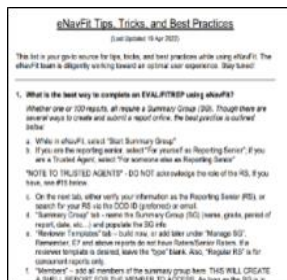 eNavFit Tips, Tricks, and Best Practices
(Last Updated 19 Apr 2022)
This list is your go-to source for tips, tricks, and best practices while using eNavFit. The
eNavFit team is diligently working toward an optimal user experience. Stay tuned!
1. What is the best way to complete an EVAL/FITREP using eNavFit?
Whether one or 100 reports, all require a Summary Group (SG). Though there are
several ways to create and submit a report online, the best practice is outlined
below:
a. While in eNavFit, select "Start Summary Group"
b. If you are the reporting senior, select "For yourself as Reporting Senior"; if you
are a Trusted Agent, select "For someone else as Reporting Senior"
*NOTE TO TRUSTED AGENTS* - DO NOT acknowledge the role of the RS, if you
have, see #15 below.
c. On the next tab, either verify your information as the Reporting Senior (RS), or
search for your RS via the DOD ID (preferred) or email.
d. "Summary Group" tab - name the Summary Group (SG) (name, grade, period of
report, date, etc...) and populate the SG info
e. "Reviewer Templates" tab - build now, or add later under "Manage SG".
Remember, E7 and above reports do not have Raters/Senior Raters. If a
reviewer template is desired, leave the "type" blank. Also, "Regular RS" is for
concurrent reports only.
f. "Members" - add all members of the summary group here. THIS WILL CREATE